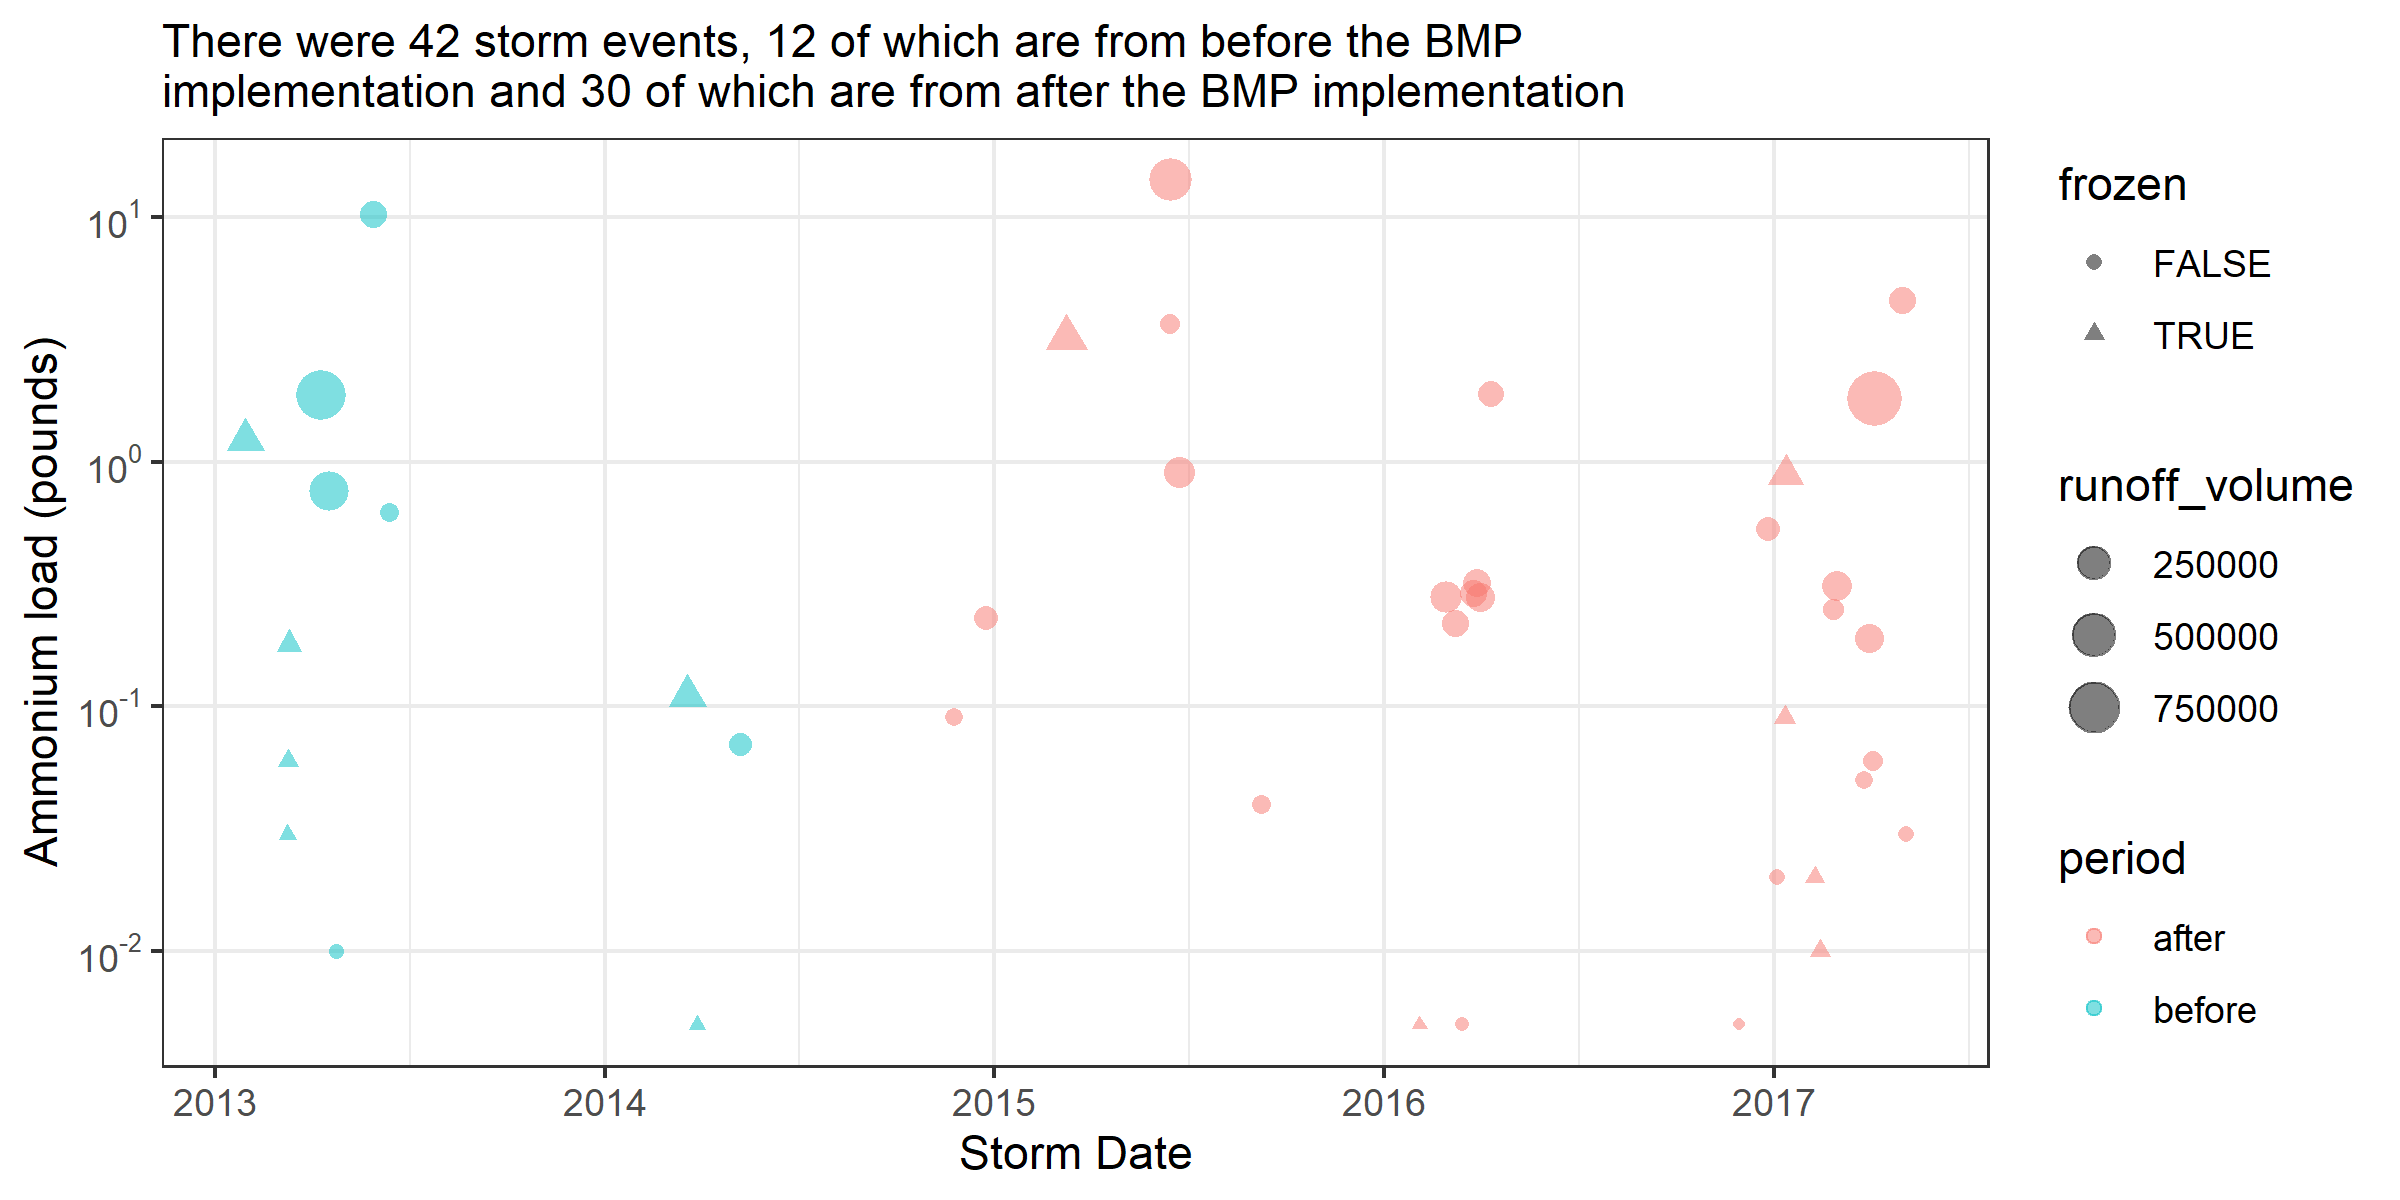 There were 42 storm events, 12 of which are from before the BMP
implementation and 30 of which are from after the BMP implementation
Ammonium load (pounds)
10^1
10^0
10^-1
10^-2
2013 2014 2015 2016 2017
Storm Date
frozen
FALSE
TRUE
runoff_volume
250000
500000
750000
period
after
before